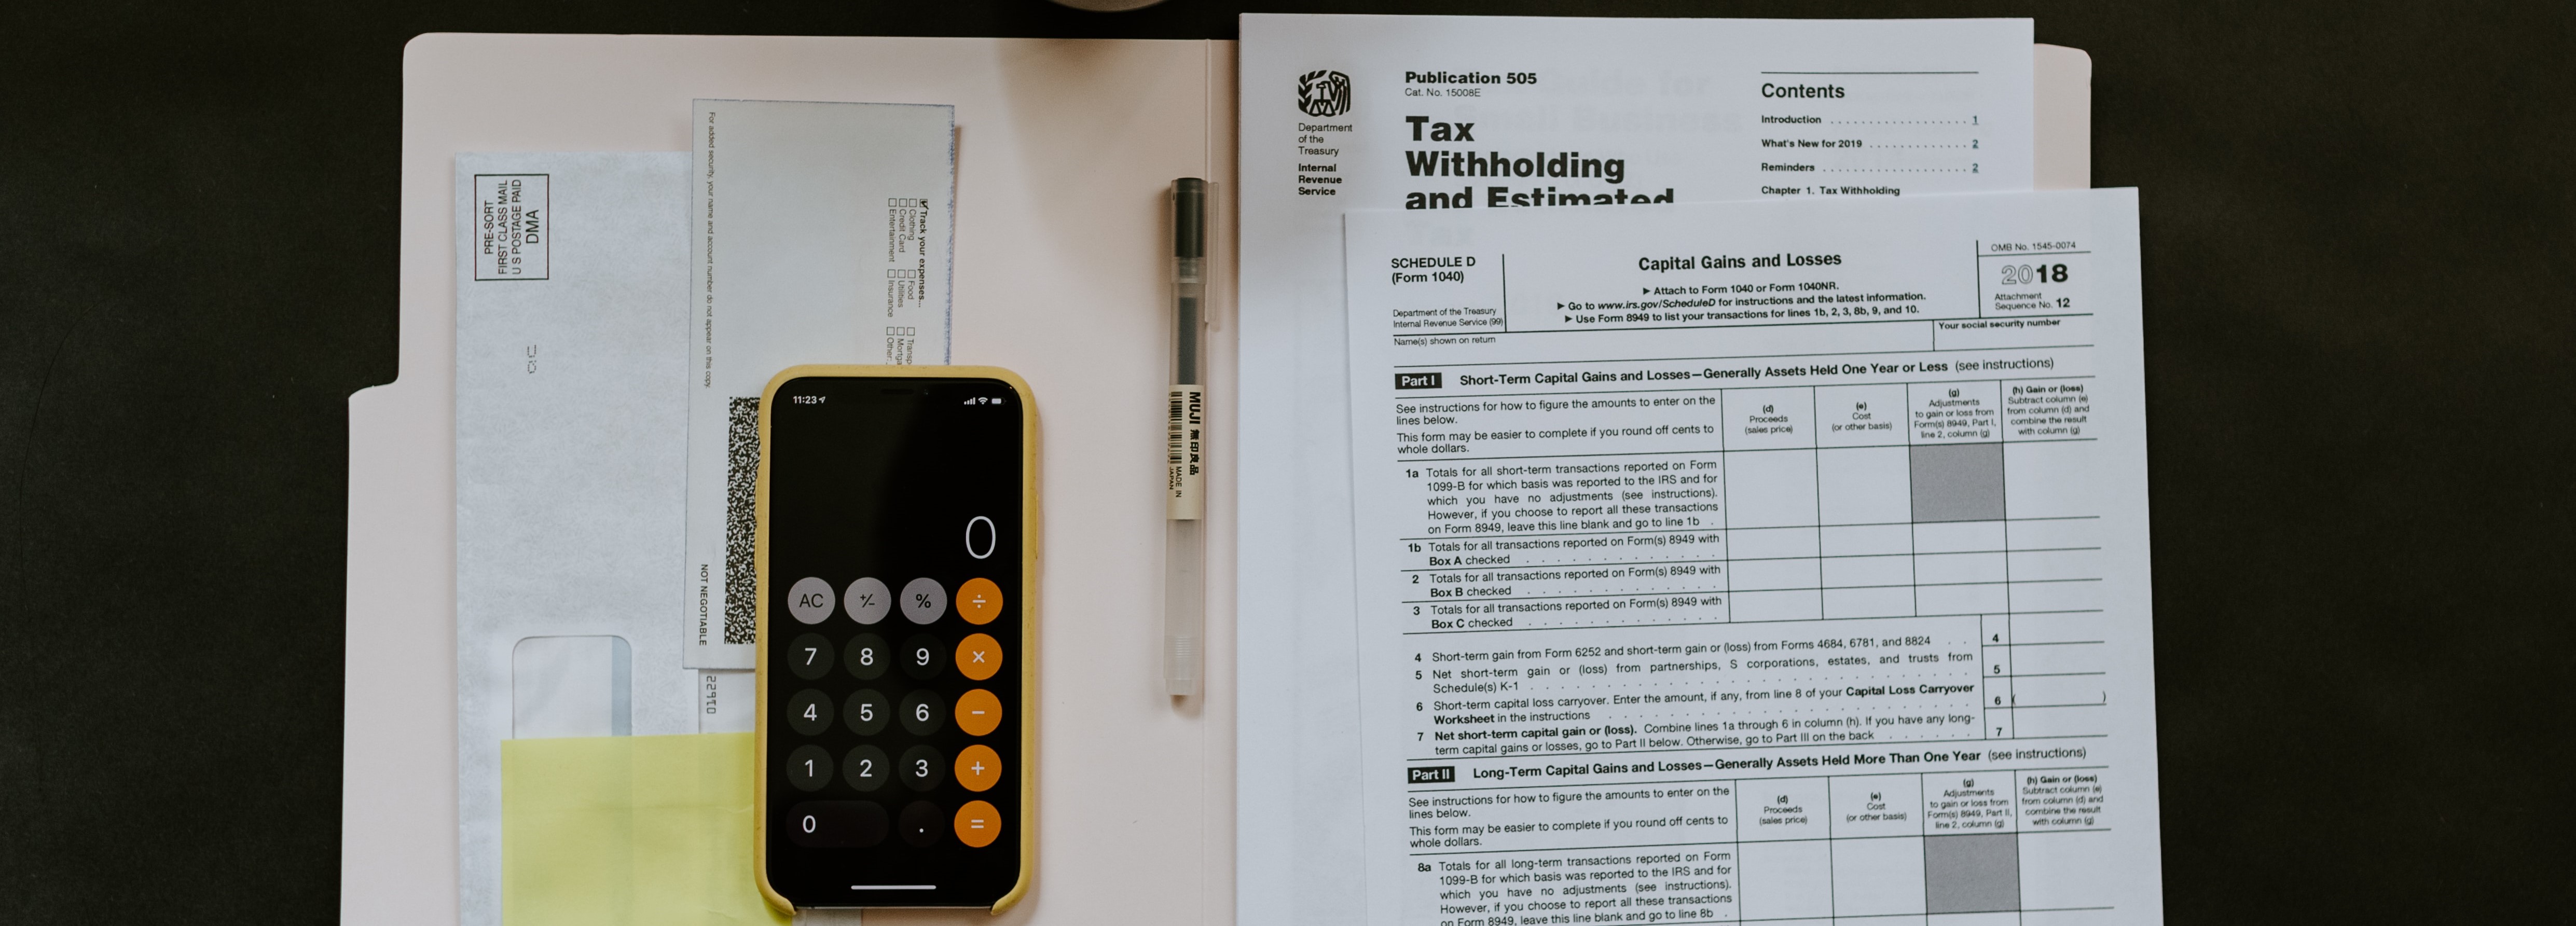 PRE-SORT
FIRST CLASS MAIL
U S POSTAGE PAID
DMA
For added security, your name and account number do not appear on this copy.
Track your expenses...
Clothing
Food
Credit Card
Utilities
Entertainment
Insurance
Other:
NOT NEGOTIABLE
11:23
0
AC
+/-
%
÷
7
8
9
×
4
5
6
−
1
2
3
+
0
.
=
MUJI 無印良品
MADE IN
JAPAN
Department
of the
Treasury
Internal
Revenue
Service
Publication 505
Cat. No. 15008E
Tax
Withholding
and Estimated
Contents
Introduction . . . . . . . . . . . . . . . . . . 1
What's New for 2019 . . . . . . . . . . . . 2
Reminders . . . . . . . . . . . . . . . . . . . 2
Chapter 1. Tax Withholding
SCHEDULE D
(Form 1040)
Department of the Treasury
Internal Revenue Service (99)
Capital Gains and Losses
► Attach to Form 1040 or Form 1040NR.
► Go to www.irs.gov/ScheduleD for instructions and the latest information.
► Use Form 8949 to list your transactions for lines 1b, 2, 3, 8b, 9, and 10.
OMB No. 1545-0074
2018
Attachment
Sequence No. 12
Name(s) shown on return
Your social security number
Part I Short-Term Capital Gains and Losses—Generally Assets Held One Year or Less (see instructions)
See instructions for how to figure the amounts to enter on the
lines below.
This form may be easier to complete if you round off cents to
whole dollars.
(d)
Proceeds
(sales price)
(e)
Cost
(or other basis)
(g)
Adjustments
to gain or loss from
Form(s) 8949, Part I,
line 2, column (g)
(h) Gain or (loss)
Subtract column (e)
from column (d) and
combine the result
with column (g)
1a Totals for all short-term transactions reported on Form
1099-B for which basis was reported to the IRS and for
which you have no adjustments (see instructions).
However, if you choose to report all these transactions
on Form 8949, leave this line blank and go to line 1b .
1b Totals for all transactions reported on Form(s) 8949 with
Box A checked . . . . . . . . . .
2 Totals for all transactions reported on Form(s) 8949 with
Box B checked . . . . . . . . . .
3 Totals for all transactions reported on Form(s) 8949 with
Box C checked . . . . . . . . . .
4 Short-term gain from Form 6252 and short-term gain or (loss) from Forms 4684, 6781, and 8824 . . 4
5 Net short-term gain or (loss) from partnerships, S corporations, estates, and trusts from
Schedule(s) K-1 . . . . . . . . . . . . . . . . . . . . . . . . 5
6 Short-term capital loss carryover. Enter the amount, if any, from line 8 of your Capital Loss Carryover
Worksheet in the instructions . . . . . . . . . . . . . . . . . . . . 6 ( )
7 Net short-term capital gain or (loss). Combine lines 1a through 6 in column (h). If you have any long-
term capital gains or losses, go to Part II below. Otherwise, go to Part III on the back . . . . . . 7
Part II Long-Term Capital Gains and Losses—Generally Assets Held More Than One Year (see instructions)
See instructions for how to figure the amounts to enter on the
lines below.
This form may be easier to complete if you round off cents to
whole dollars.
(d)
Proceeds
(sales price)
(e)
Cost
(or other basis)
(g)
Adjustments
to gain or loss from
Form(s) 8949, Part II,
line 2, column (g)
(h) Gain or (loss)
Subtract column (e)
from column (d) and
combine the result
with column (g)
8a Totals for all long-term transactions reported on Form
1099-B for which basis was reported to the IRS and for
which you have no adjustments (see instructions).
However, if you choose to report all these transactions
on Form 8949, leave this line blank and go to line 8b .